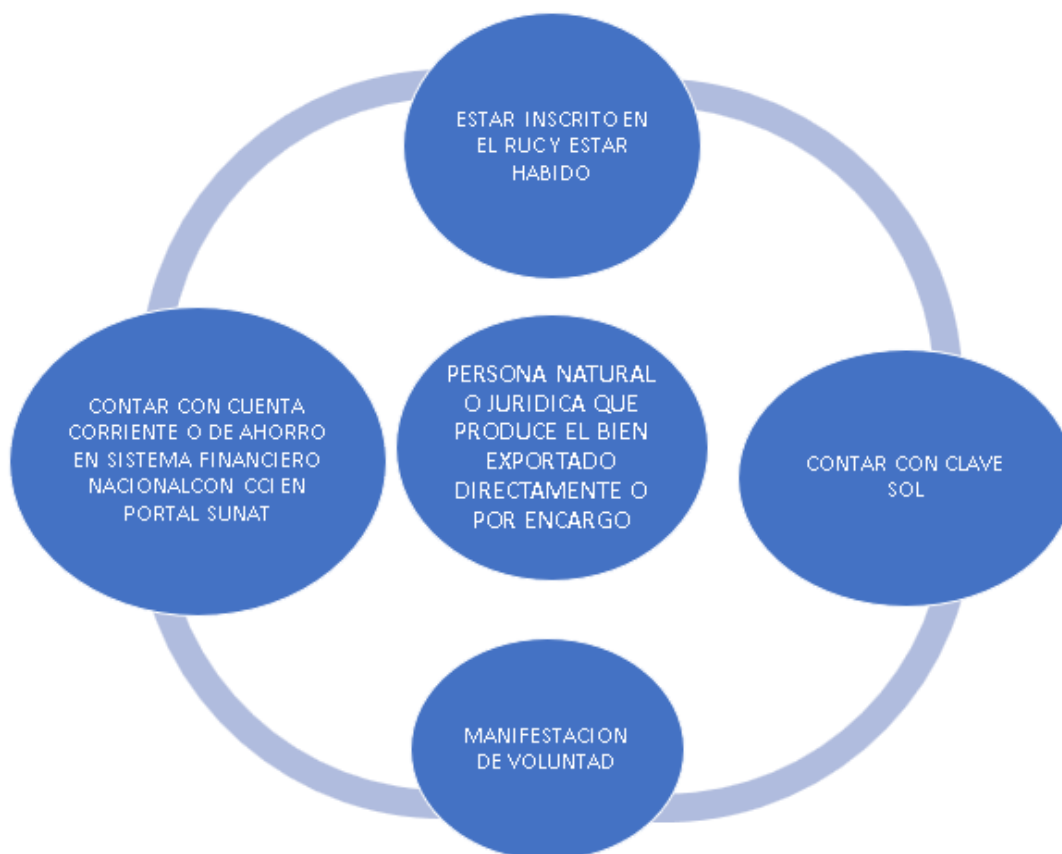 ESTAR INSCRITO EN
EL RUC Y ESTAR
HABIDO
PERSONA NATURAL
O JURIDICA QUE
PRODUCE EL BIEN
EXPORTADO
DIRECTAMENTE O
POR ENCARGO
CONTAR CON CLAVE
SOL
MANIFESTACION
DE VOLUNTAD
CONTAR CON CUENTA
CORRIENTE O DE AHORRO
EN SISTEMA FINANCIERO
NACIONALCON CCI EN
PORTAL SUNAT